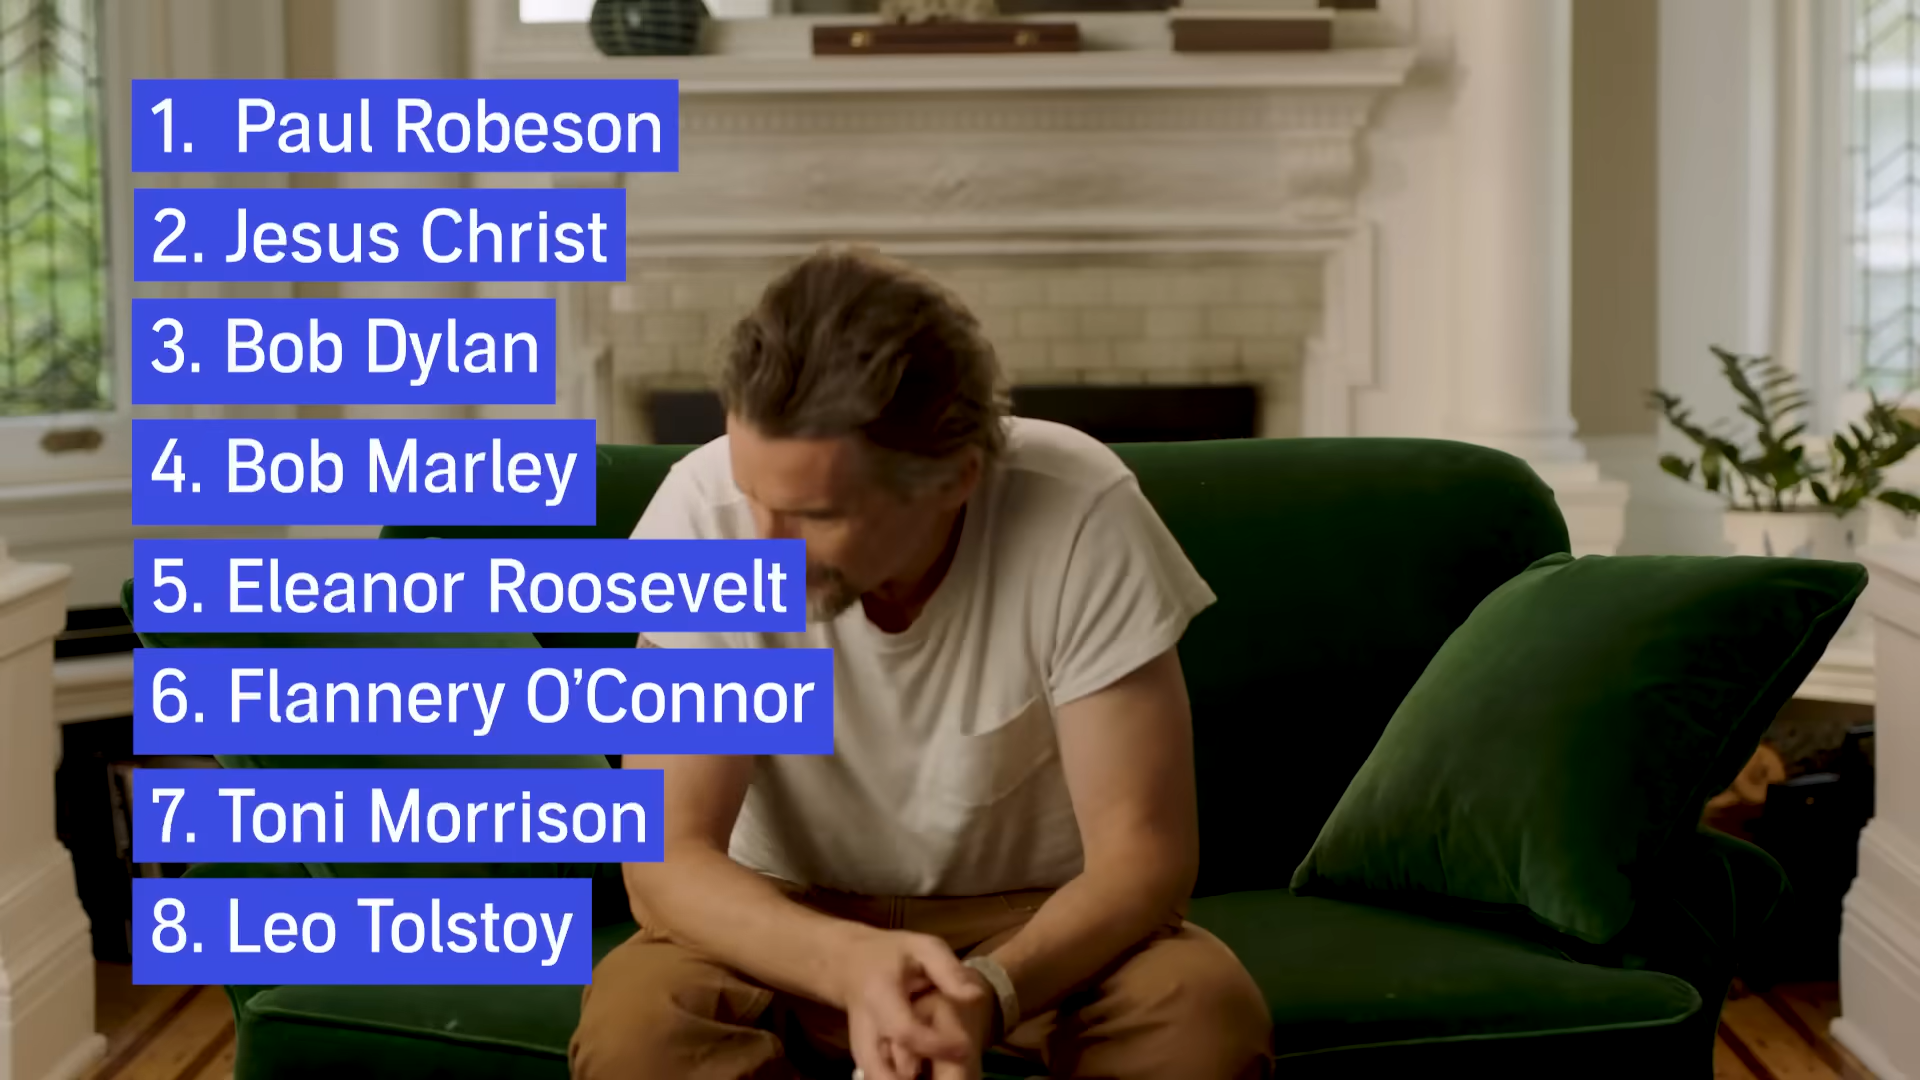 1. Paul Robeson
2. Jesus Christ
3. Bob Dylan
4. Bob Marley
5. Eleanor Roosevelt
6. Flannery O’Connor
7. Toni Morrison
8. Leo Tolstoy